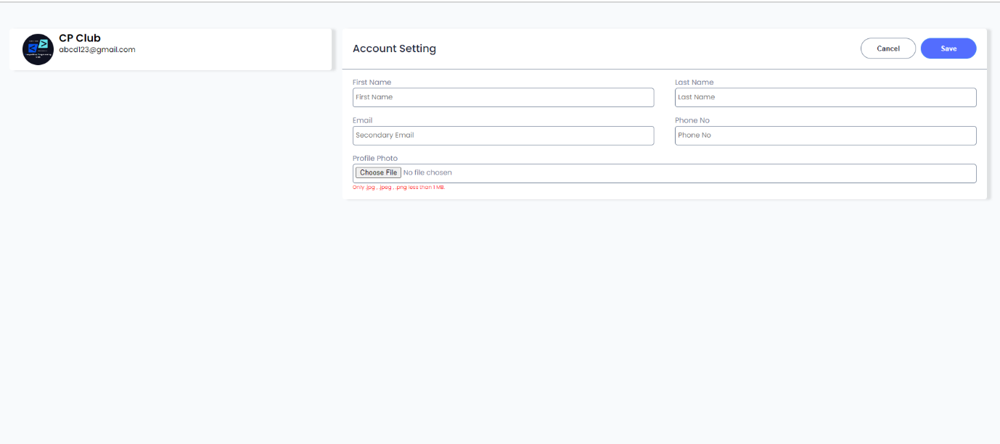 CP Club
abcd123@gmail.com
Account Setting
Cancel
Save
First Name
Last Name
First Name
Last Name
Email
Phone No
Secondary Email
Phone No
Profile Photo
Choose File No file chosen
Only .jpg , .jpeg , .png less than 1 MB.